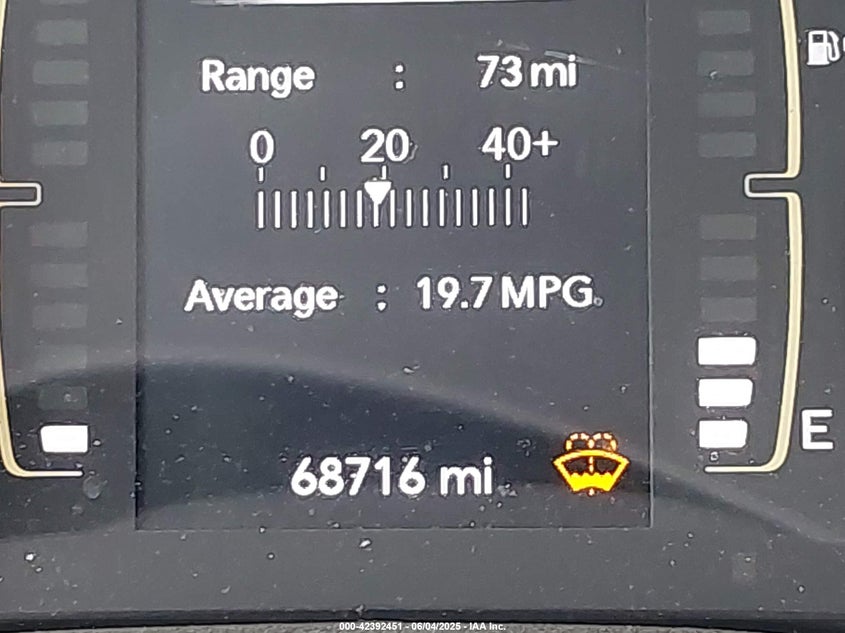 Range : 73 mi
0 20 40+
Average : 19.7 MPG
68716 mi
E
000-42392451 - 06/04/2025 - IAA Inc.